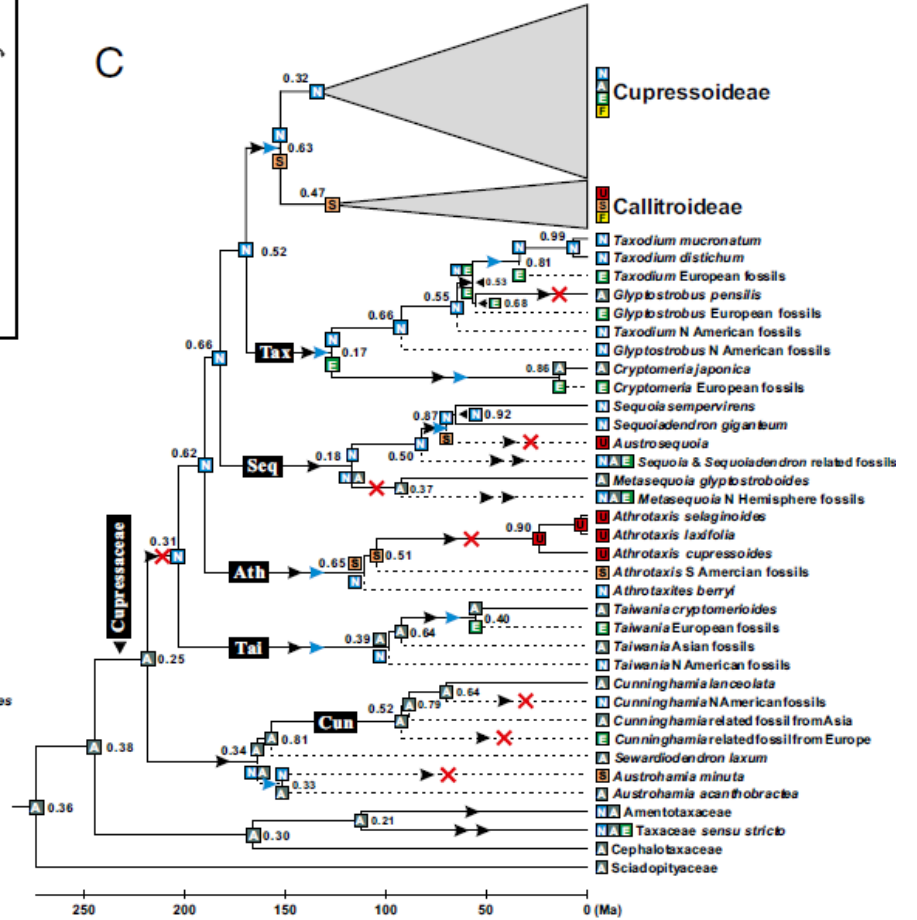 C
0.32
N
N
A
E
F
Cupressoideae
N
0.63
S
0.47
S
U
S
F
Callitroideae
N
0.52
0.99
N
N
N Taxodium mucronatum
N Taxodium distichum
0.81
E
E Taxodium European fossils
N E
0.53
E
A Glyptostrobus pensilis
0.55
N
E 0.68
E Glyptostrobus European fossils
0.66
N
N Taxodium N American fossils
N Glyptostrobus N American fossils
0.66
N
Tax
N
0.17
E
0.86 A
A Cryptomeria japonica
E
E Cryptomeria European fossils
N Sequoia sempervirens
0.87 N
N 0.92
N Sequoiadendron giganteum
S
U Austrosequoia
0.62
N
Seq
0.18 N
0.50
N
N A E Sequoia & Sequoiadendron related fossils
N A
A Metasequoia glyptostroboides
A 0.37
N A E Metasequoia N Hemisphere fossils
U Athrotaxis selaginoides
0.90
U
U
U Athrotaxis laxifolia
0.31
N
S 0.51
U Athrotaxis cupressoides
Ath
0.65 S
S Athrotaxis S Amercian fossils
N
N Athrotaxites berryi
Cupressaceae
A
A Taiwania cryptomerioides
0.40
E
E Taiwania European fossils
Tai
0.39 A
A 0.64
A Taiwania Asian fossils
N
N Taiwania N American fossils
A 0.25
A 0.64
A Cunninghamia lanceolata
A 0.79
N Cunninghamia N American fossils
Cun
0.52
A
A Cunninghamia related fossil from Asia
0.34 A
A 0.81
E Cunninghamia related fossil from Europe
A 0.38
A Sewardiodendron laxum
N A
N
0.33
S Austrohamia minuta
A
A Austrohamia acanthobractea
A 0.36
A 0.21
N A Amentotaxaceae
A 0.30
N A E Taxaceae sensu stricto
A Cephalotaxaceae
A Sciadopityaceae
250 200 150 100 50 0 (Ma)